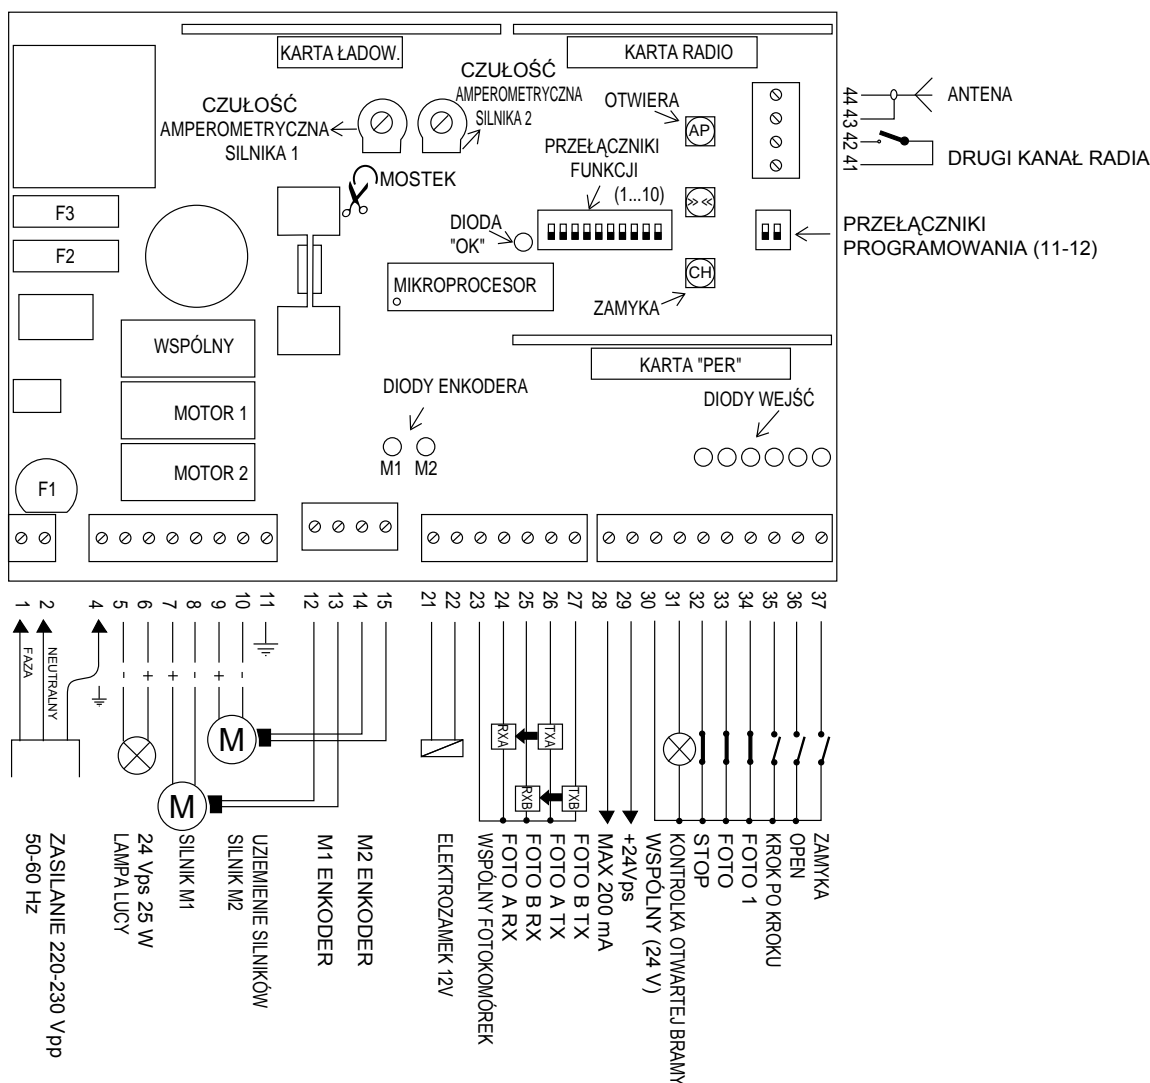 KARTA ŁADOW.
KARTA RADIO
CZUŁOŚĆ
AMPEROMETRYCZNA
SILNIKA 1
CZUŁOŚĆ
AMPEROMETRYCZNA
SILNIKA 2
OTWIERA
AP
PRZEŁĄCZNIKI
FUNKCJI
(1...10)
44
43
42
41
ANTENA
DRUGI KANAŁ RADIA
MOSTEK
F3
F2
DIODA
"OK"
>> <<
PRZEŁĄCZNIKI
PROGRAMOWANIA (11-12)
MIKROPROCESOR
CH
ZAMYKA
WSPÓLNY
KARTA "PER"
MOTOR 1
DIODY ENKODERA
DIODY WEJŚĆ
MOTOR 2
M1 M2
F1
1
2
4
5
6
7
8
9
10
11
12
13
14
15
21
22
23
24
25
26
27
28
29
30
31
32
33
34
35
36
37
FAZA
NEUTRALNY
- + + - + -
M
M
RXA
TXA
RXB
TXB
ZASILANIE 220-230 Vpp
50-60 Hz
24 Vps 25 W
LAMPA LUCY
SILNIK M1
UZIEMIENIE SILNIKÓW
SILNIK M2
M1 ENKODER
M2 ENKODER
ELEKTROZAMEK 12V
WSPÓLNY FOTOKOMÓREK
FOTO A RX
FOTO B RX
FOTO A TX
FOTO B TX
MAX 200 mA
+24Vps
WSPÓLNY (24 V)
KONTROLKA OTWARTEJ BRAMY
STOP
FOTO
FOTO 1
KROK PO KROKU
OPEN
ZAMYKA